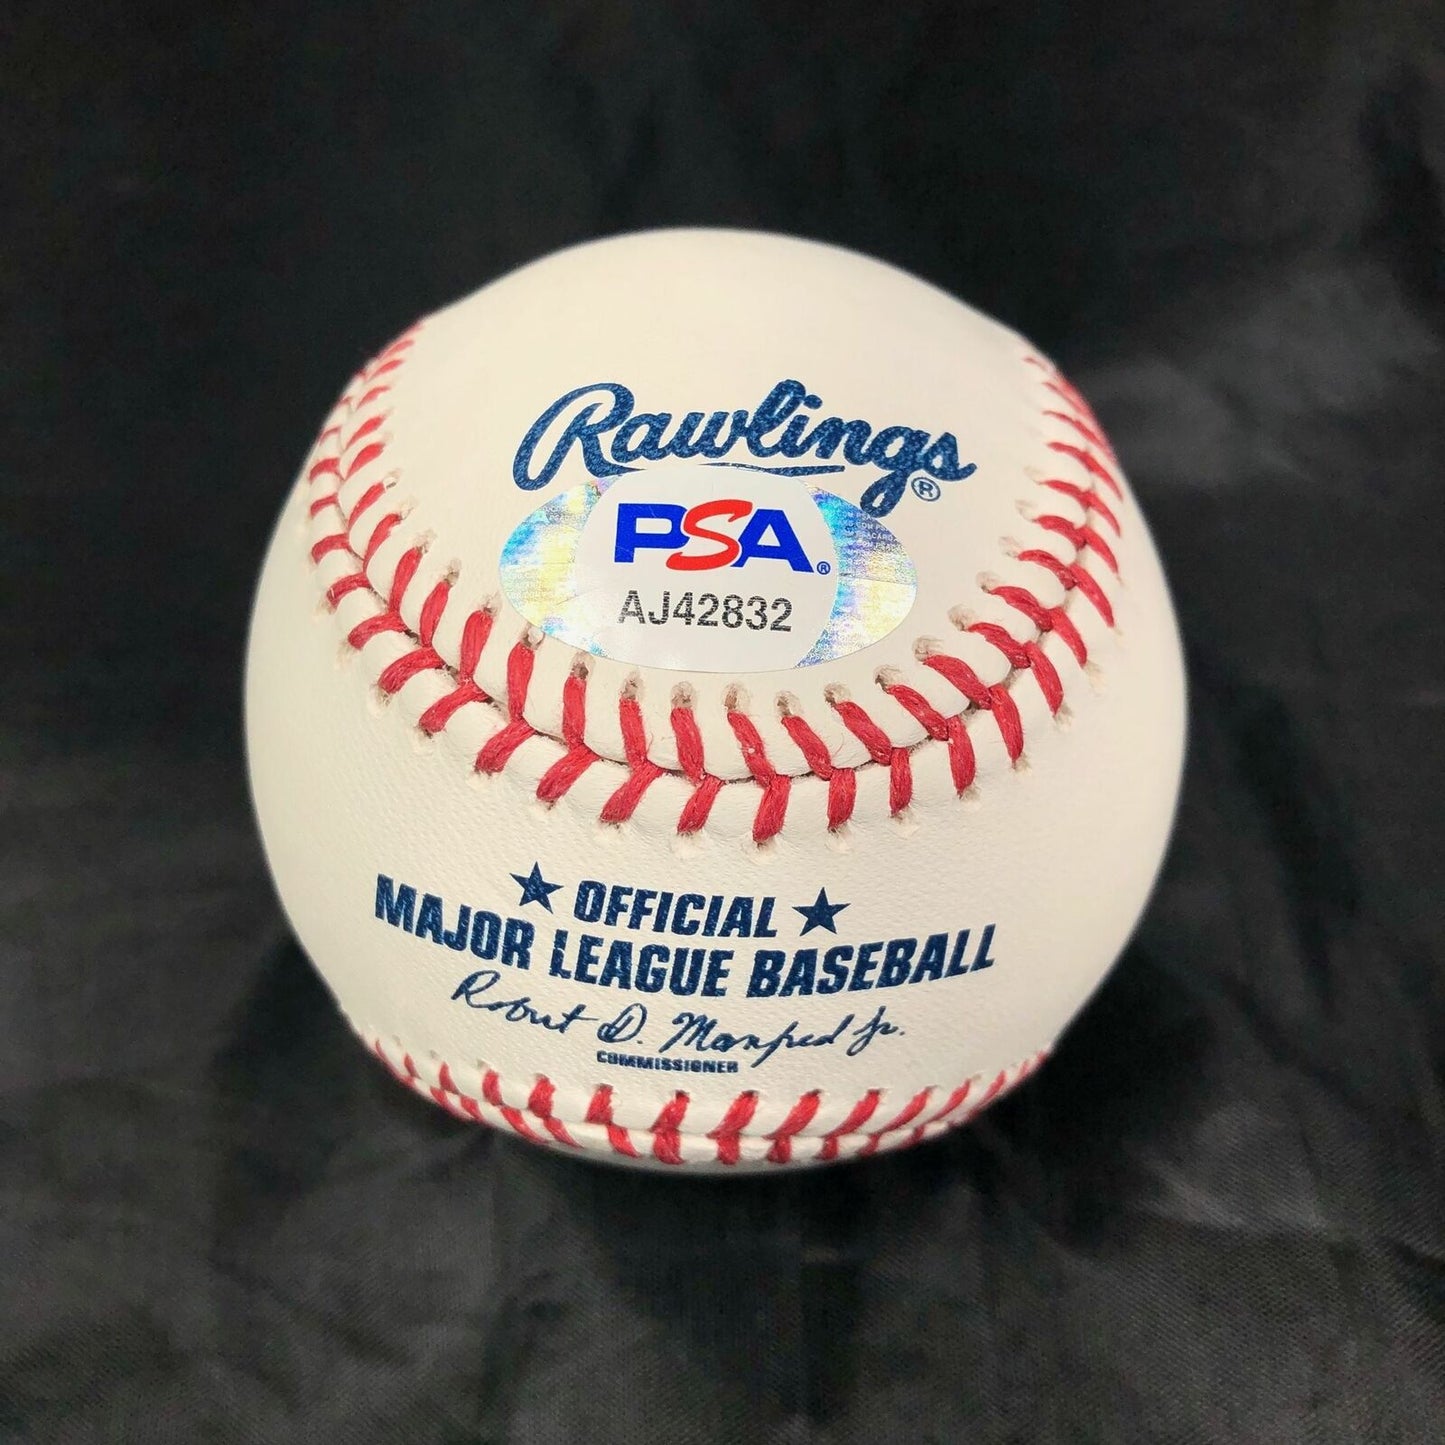 Rawlings®
PSA®
AJ42832
★ OFFICIAL ★
MAJOR LEAGUE BASEBALL
Robert D. Manfred Jr.
COMMISSIONER